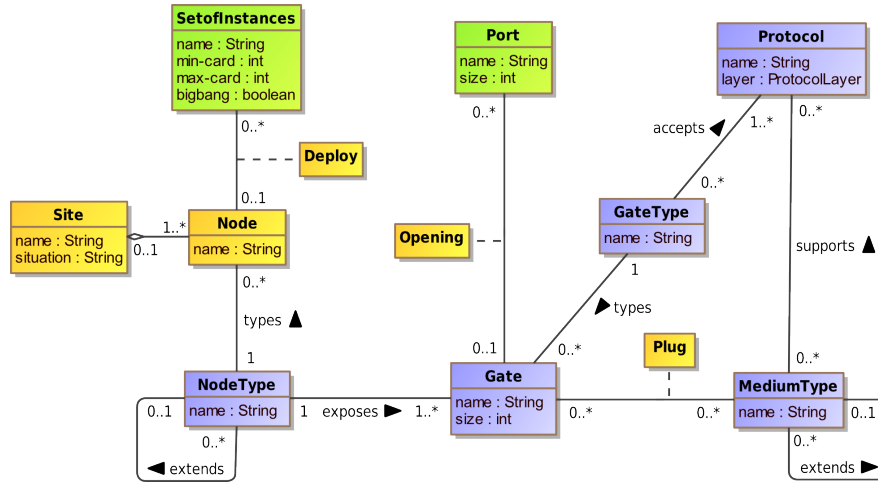 SetofInstances
name : String
min-card : int
max-card : int
bigbang : boolean
Port
name : String
size : int
Protocol
name : String
layer : ProtocolLayer
0..*
0..*
1..*
0..*
accepts
Deploy
0..1
0..*
GateType
name : String
Site
name : String
situation : String
1..*
0..1
Node
name : String
Opening
supports
0..*
1
types
types
1
0..1
0..*
Plug
0..*
NodeType
name : String
0..1
0..*
extends
1
exposes
1..*
Gate
name : String
size : int
0..*
0..*
MediumType
name : String
0..1
0..*
extends